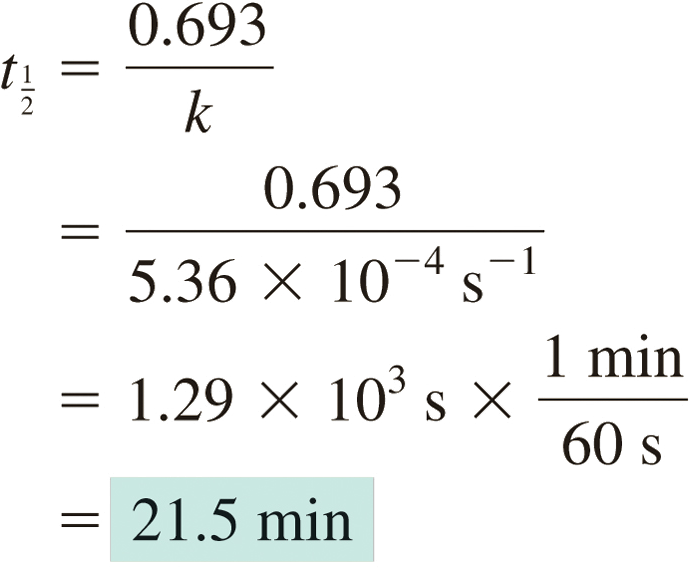 t½ = 0.693 / k
= 0.693 / 5.36 × 10⁻⁴ s⁻¹
= 1.29 × 10³ s × 1 min / 60 s
= 21.5 min